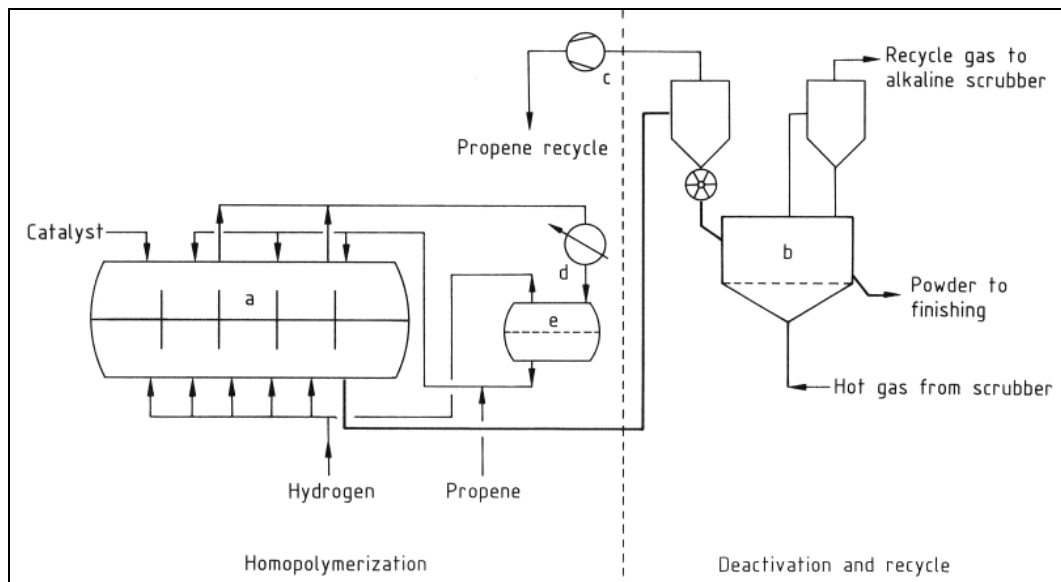 c
Recycle gas to
alkaline scrubber
Propene recycle
Catalyst
d
b
a
e
Powder to
finishing
Hot gas from scrubber
Hydrogen
Propene
Homopolymerization
Deactivation and recycle